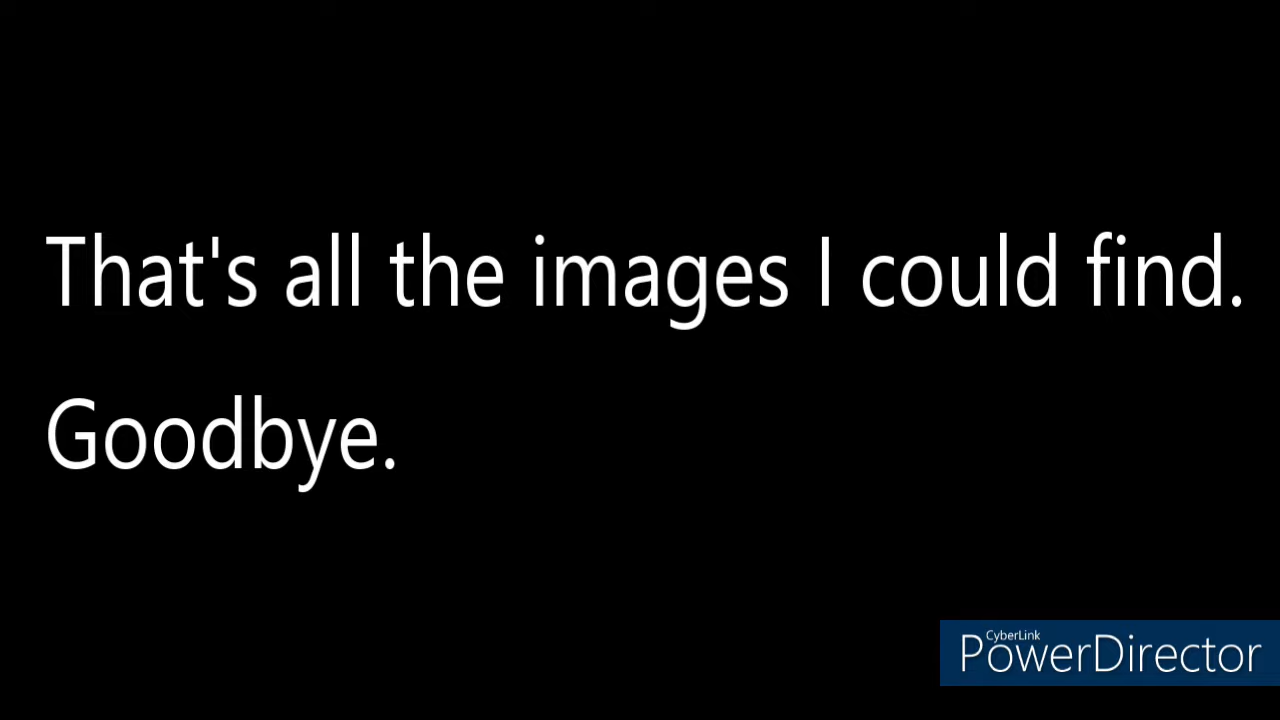 That's all the images I could find.
Goodbye.
CyberLink
PowerDirector